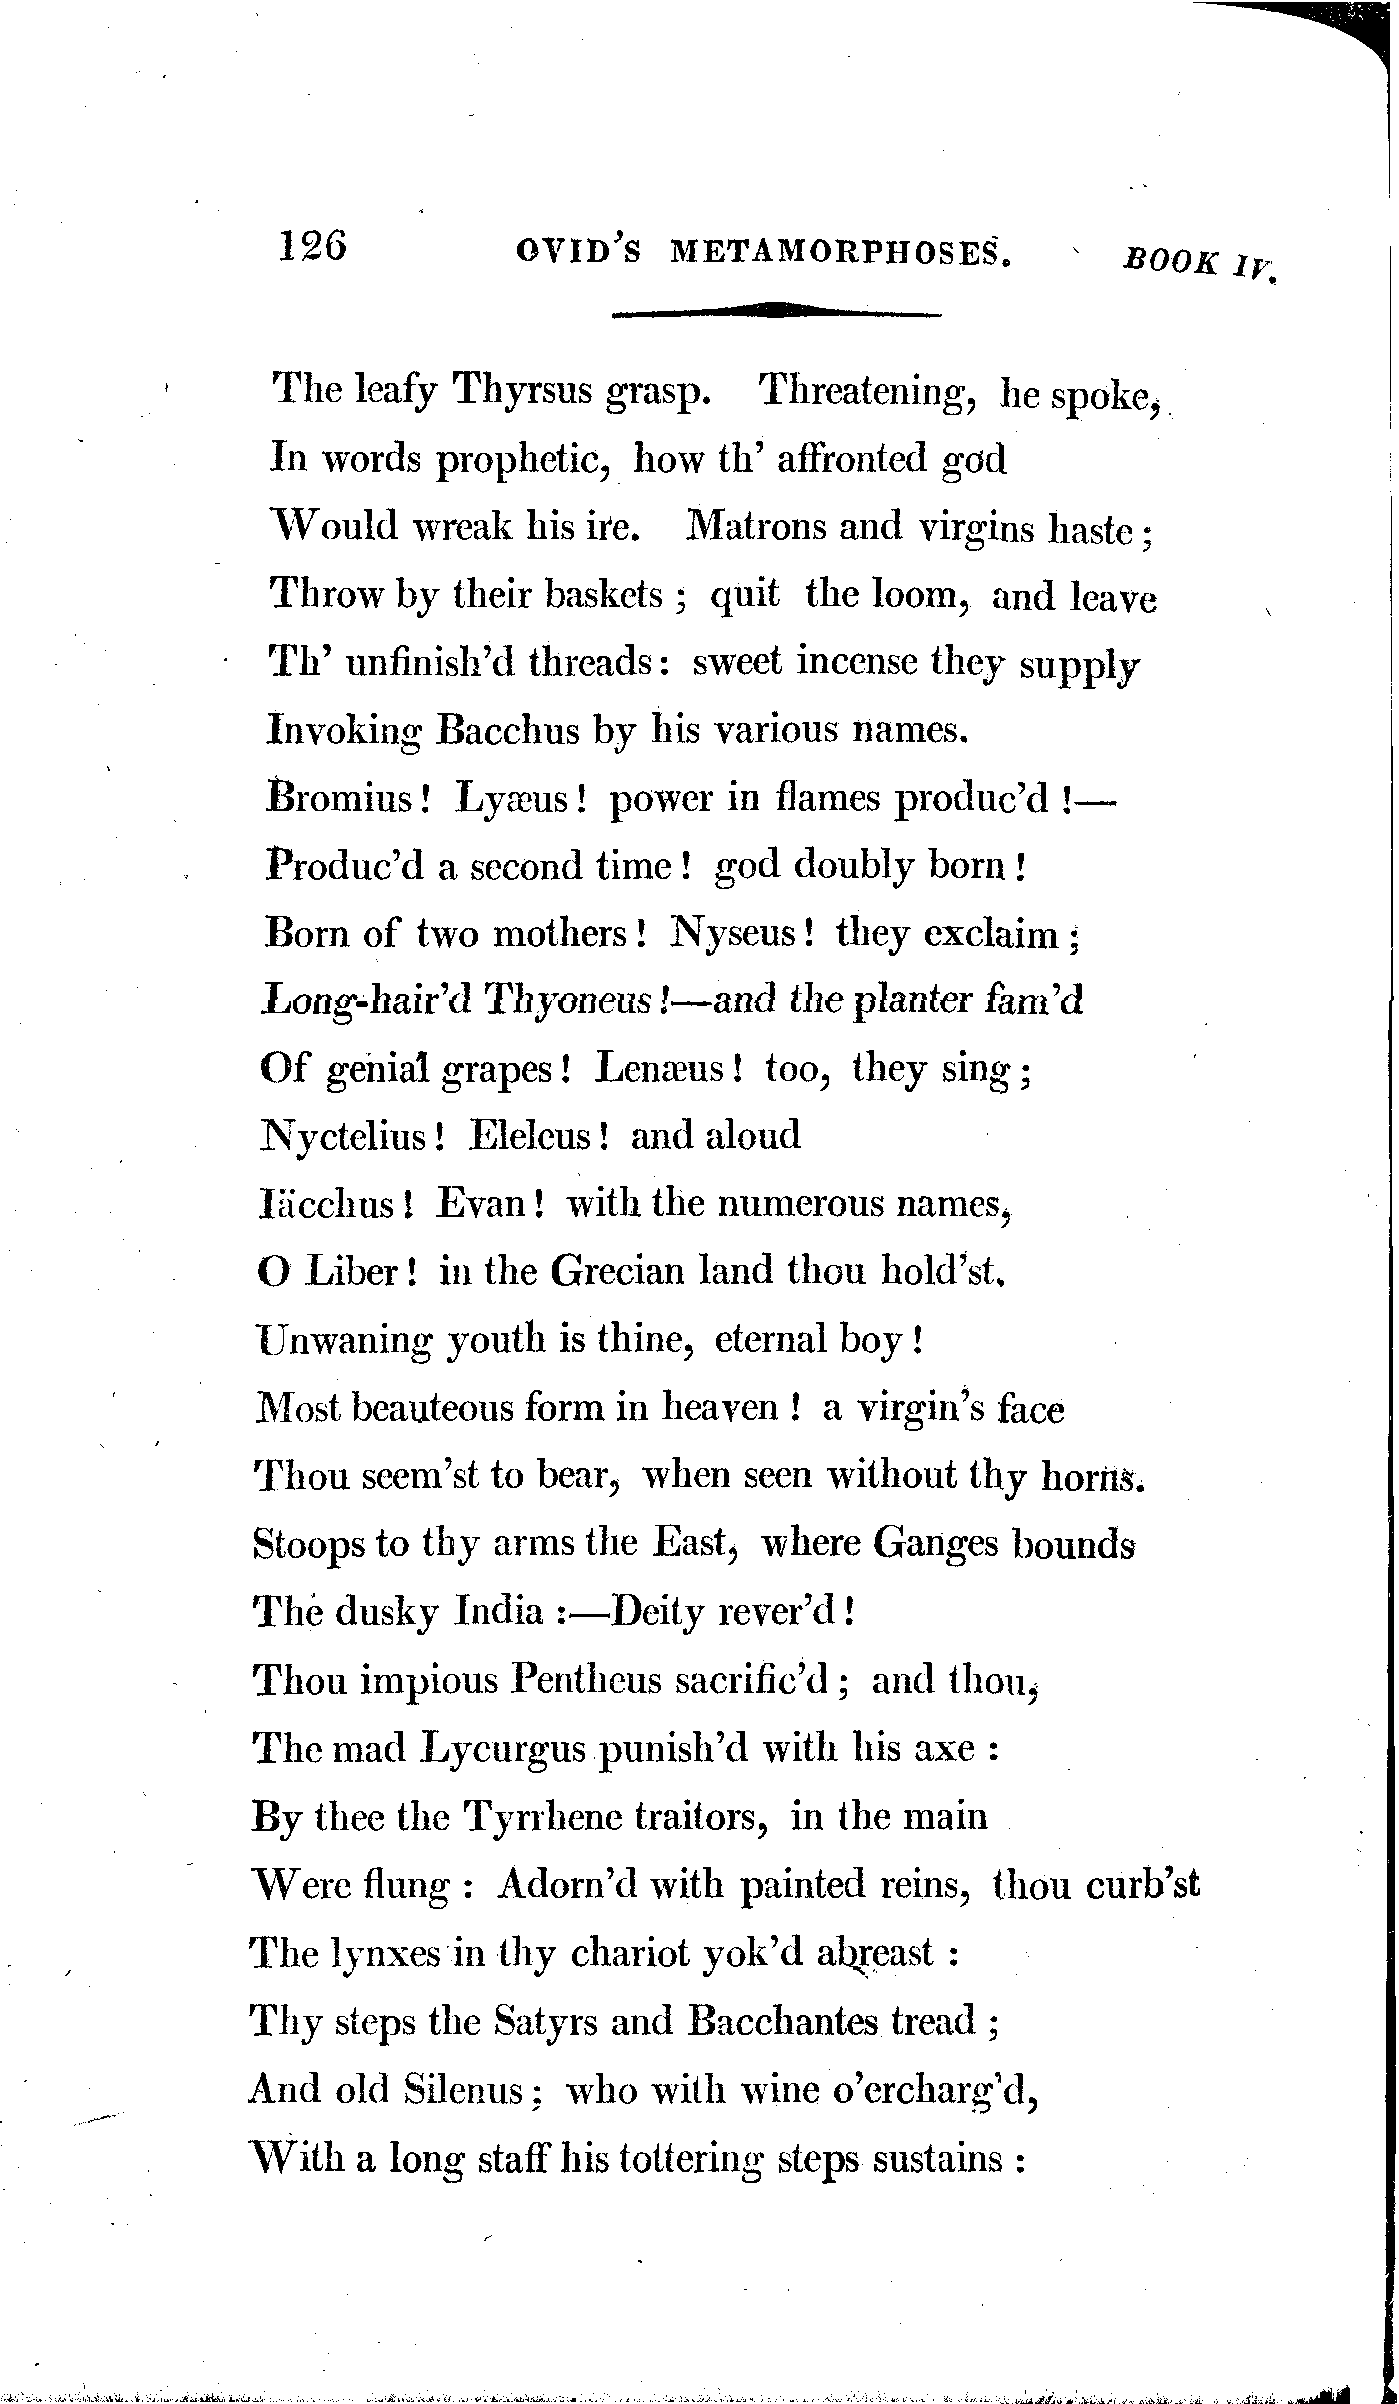 126 OVID'S METAMORPHOSES. BOOK IV.
The leafy Thyrsus grasp. Threatening, he spoke,
In words prophetic, how th' affronted god
Would wreak his ire. Matrons and virgins haste;
Throw by their baskets; quit the loom, and leave
Th' unfinish'd threads: sweet incense they supply
Invoking Bacchus by his various names.
Bromius! Lyæus! power in flames produc'd!—
Produc'd a second time! god doubly born!
Born of two mothers! Nyseus! they exclaim;
Long-hair'd Thyoneus!—and the planter fam'd
Of genial grapes! Lenæus! too, they sing;
Nyctelius! Eleleus! and aloud
Iäcchus! Evan! with the numerous names,
O Liber! in the Grecian land thou hold'st.
Unwaning youth is thine, eternal boy!
Most beauteous form in heaven! a virgin's face
Thou seem'st to bear, when seen without thy horns.
Stoops to thy arms the East, where Ganges bounds
The dusky India:—Deity rever'd!
Thou impious Pentheus sacrific'd; and thou,
The mad Lycurgus punish'd with his axe:
By thee the Tyrrhene traitors, in the main
Were flung: Adorn'd with painted reins, thou curb'st
The lynxes in thy chariot yok'd abreast:
Thy steps the Satyrs and Bacchantes tread;
And old Silenus; who with wine o'ercharg'd,
With a long staff his tottering steps sustains: